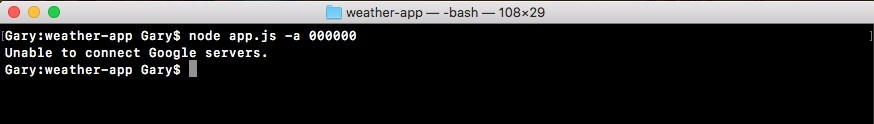 weather-app — -bash — 108×29
[Gary:weather-app Gary$ node app.js -a 000000 ]
Unable to connect Google servers.
Gary:weather-app Gary$